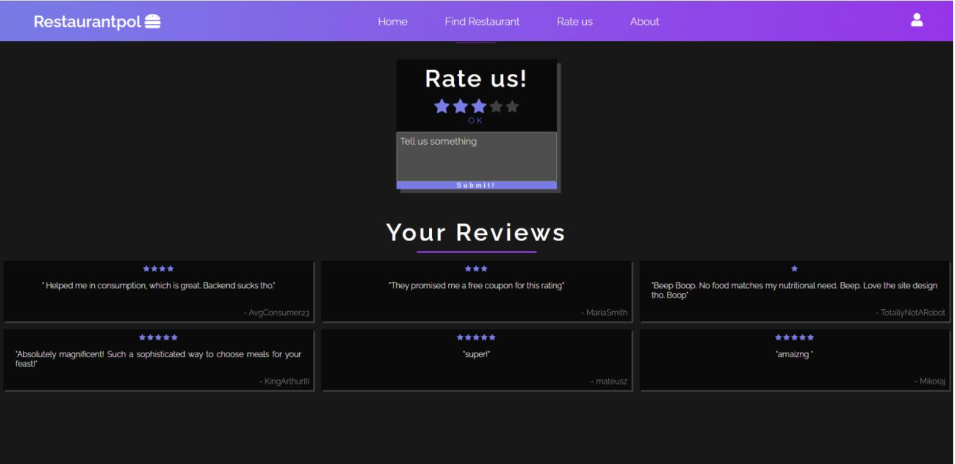 Restaurantpol
Home
Find Restaurant
Rate us
About
Rate us!
OK
Tell us something
Submit!
Your Reviews
" Helped me in consumption, which is great. Backend sucks tho."
- AvgConsumer23
"They promised me a free coupon for this rating"
- MariaSmith
"Beep Boop. No food matches my nutritional need. Beep. Love the site design
tho. Boop"
- TotallyNotARobot
"Absolutely magnificent! Such a sophisticated way to choose meals for your
feast!"
- KingArthurIII
"super!"
- mateusz
"amaizng "
- Mikolaj